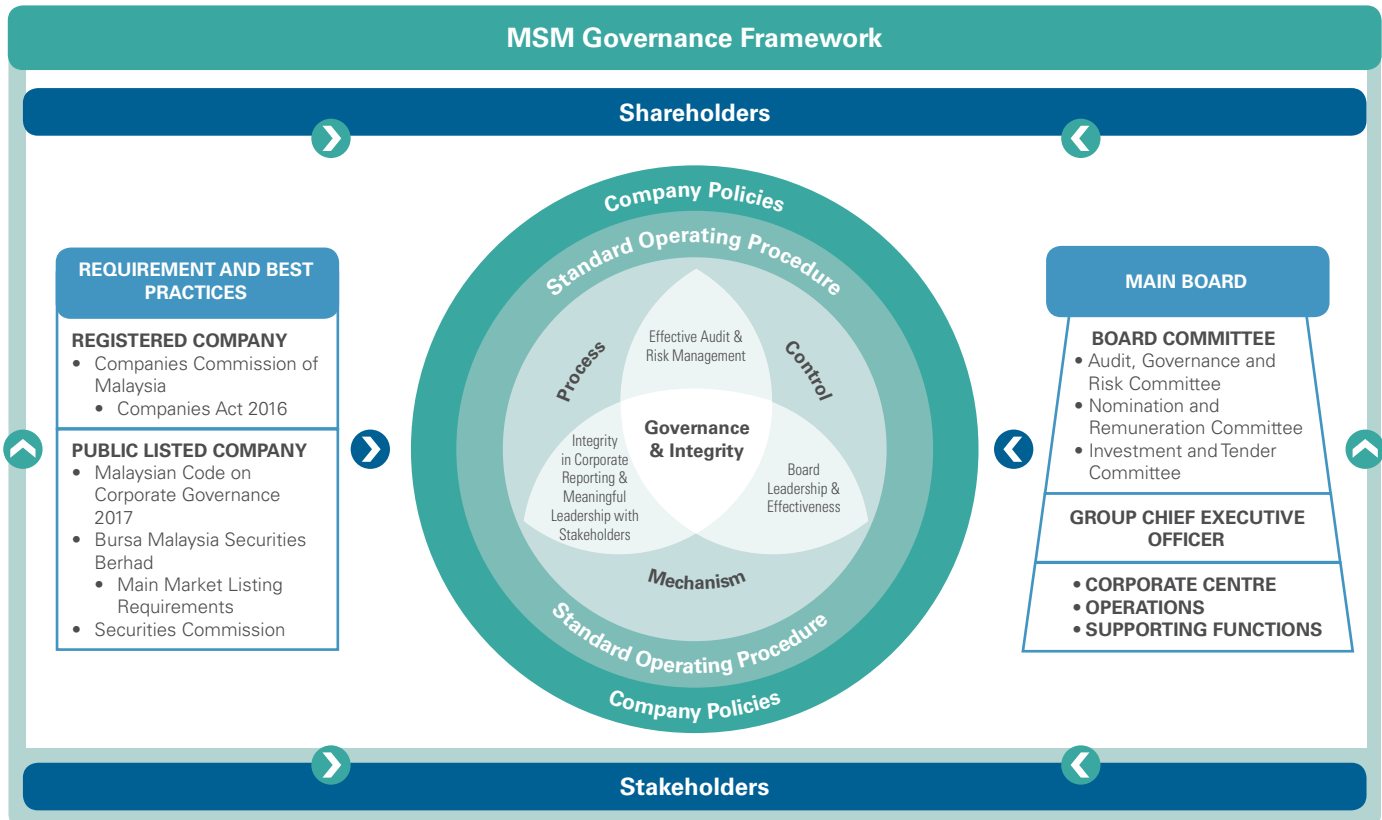 MSM Governance Framework
Shareholders
REQUIREMENT AND BEST
PRACTICES
REGISTERED COMPANY
• Companies Commission of
Malaysia
• Companies Act 2016
PUBLIC LISTED COMPANY
• Malaysian Code on
Corporate Governance
2017
• Bursa Malaysia Securities
Berhad
• Main Market Listing
Requirements
• Securities Commission
Company Policies
Standard Operating Procedure
Process
Effective Audit &
Risk Management
Control
Governance
& Integrity
Integrity
in Corporate
Reporting &
Meaningful
Leadership with
Stakeholders
Board
Leadership &
Effectiveness
Mechanism
Standard Operating Procedure
Company Policies
MAIN BOARD
BOARD COMMITTEE
• Audit, Governance and
Risk Committee
• Nomination and
Remuneration Committee
• Investment and Tender
Committee
GROUP CHIEF EXECUTIVE
OFFICER
• CORPORATE CENTRE
• OPERATIONS
• SUPPORTING FUNCTIONS
Stakeholders